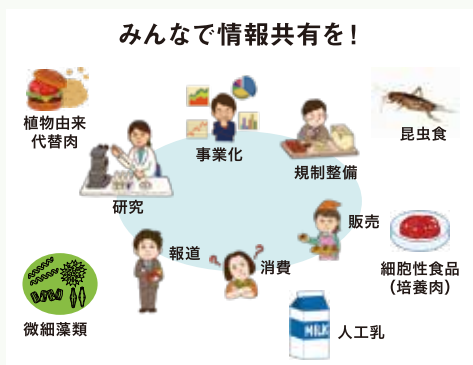 みんなで情報共有を!
植物由来
代替肉
事業化
昆虫食
規制整備
研究
販売
報道
消費
細胞性食品
(培養肉)
微細藻類
MILK
人工乳